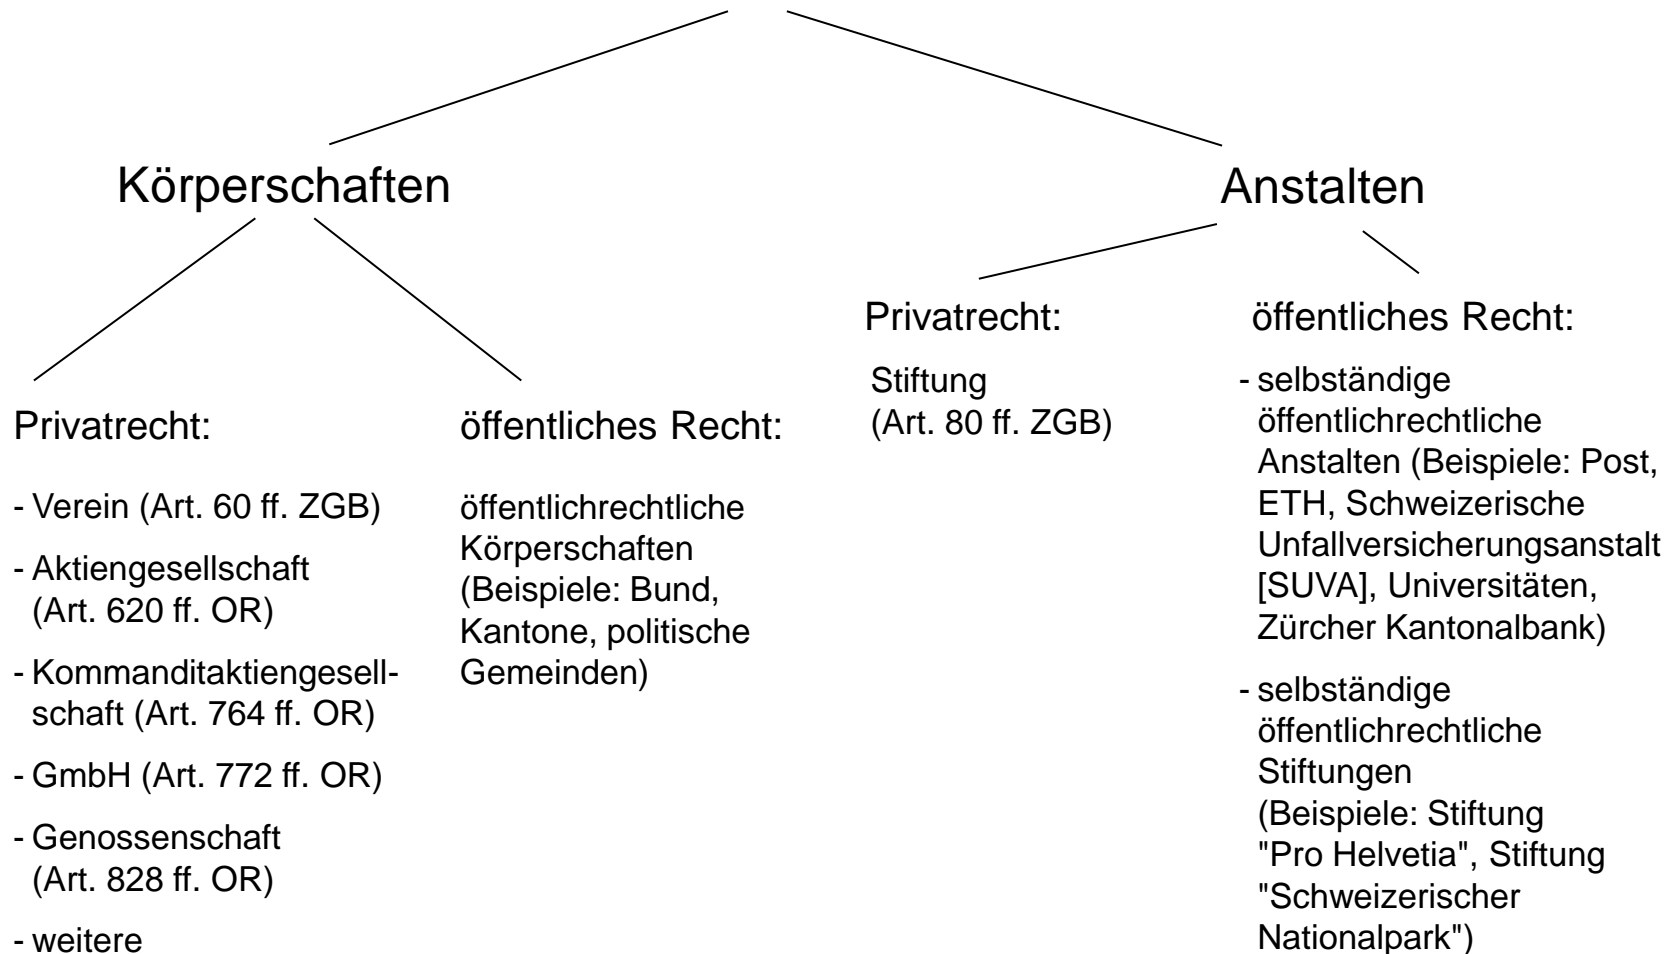 Körperschaften
Privatrecht:
- Verein (Art. 60 ff. ZGB)
- Aktiengesellschaft
(Art. 620 ff. OR)
- Kommanditaktiengesell-
schaft (Art. 764 ff. OR)
- GmbH (Art. 772 ff. OR)
- Genossenschaft
(Art. 828 ff. OR)
- weitere
öffentliches Recht:
öffentlichrechtliche
Körperschaften
(Beispiele: Bund,
Kantone, politische
Gemeinden)
Anstalten
Privatrecht:
Stiftung
(Art. 80 ff. ZGB)
öffentliches Recht:
- selbständige
öffentlichrechtliche
Anstalten (Beispiele: Post,
ETH, Schweizerische
Unfallversicherungsanstalt
[SUVA], Universitäten,
Zürcher Kantonalbank)
- selbständige
öffentlichrechtliche
Stiftungen
(Beispiele: Stiftung
"Pro Helvetia", Stiftung
"Schweizerischer
Nationalpark")